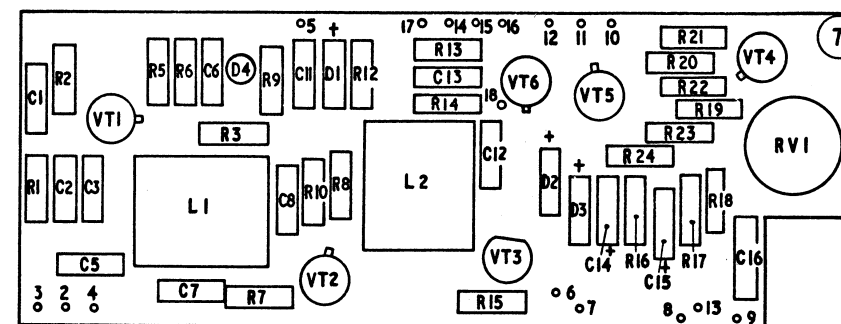 5 + 17 14 15 16 12 11 10 R21 7
R2 R5 R6 C6 D4 R9 C11 D1 R12 R13 R20 VT4
C1 C13 VT6 VT5 R22
VT1 R14 18 R19
R3 R23 RV1
C12 + R24
R1 C2 C3 L1 C8 R10 R8 L2 D2 + D3 R18
C5 VT2 VT3 C14 + R16 C15 + R17 C16
3 2 4 C7 R7 R15 6 7 8 13 9